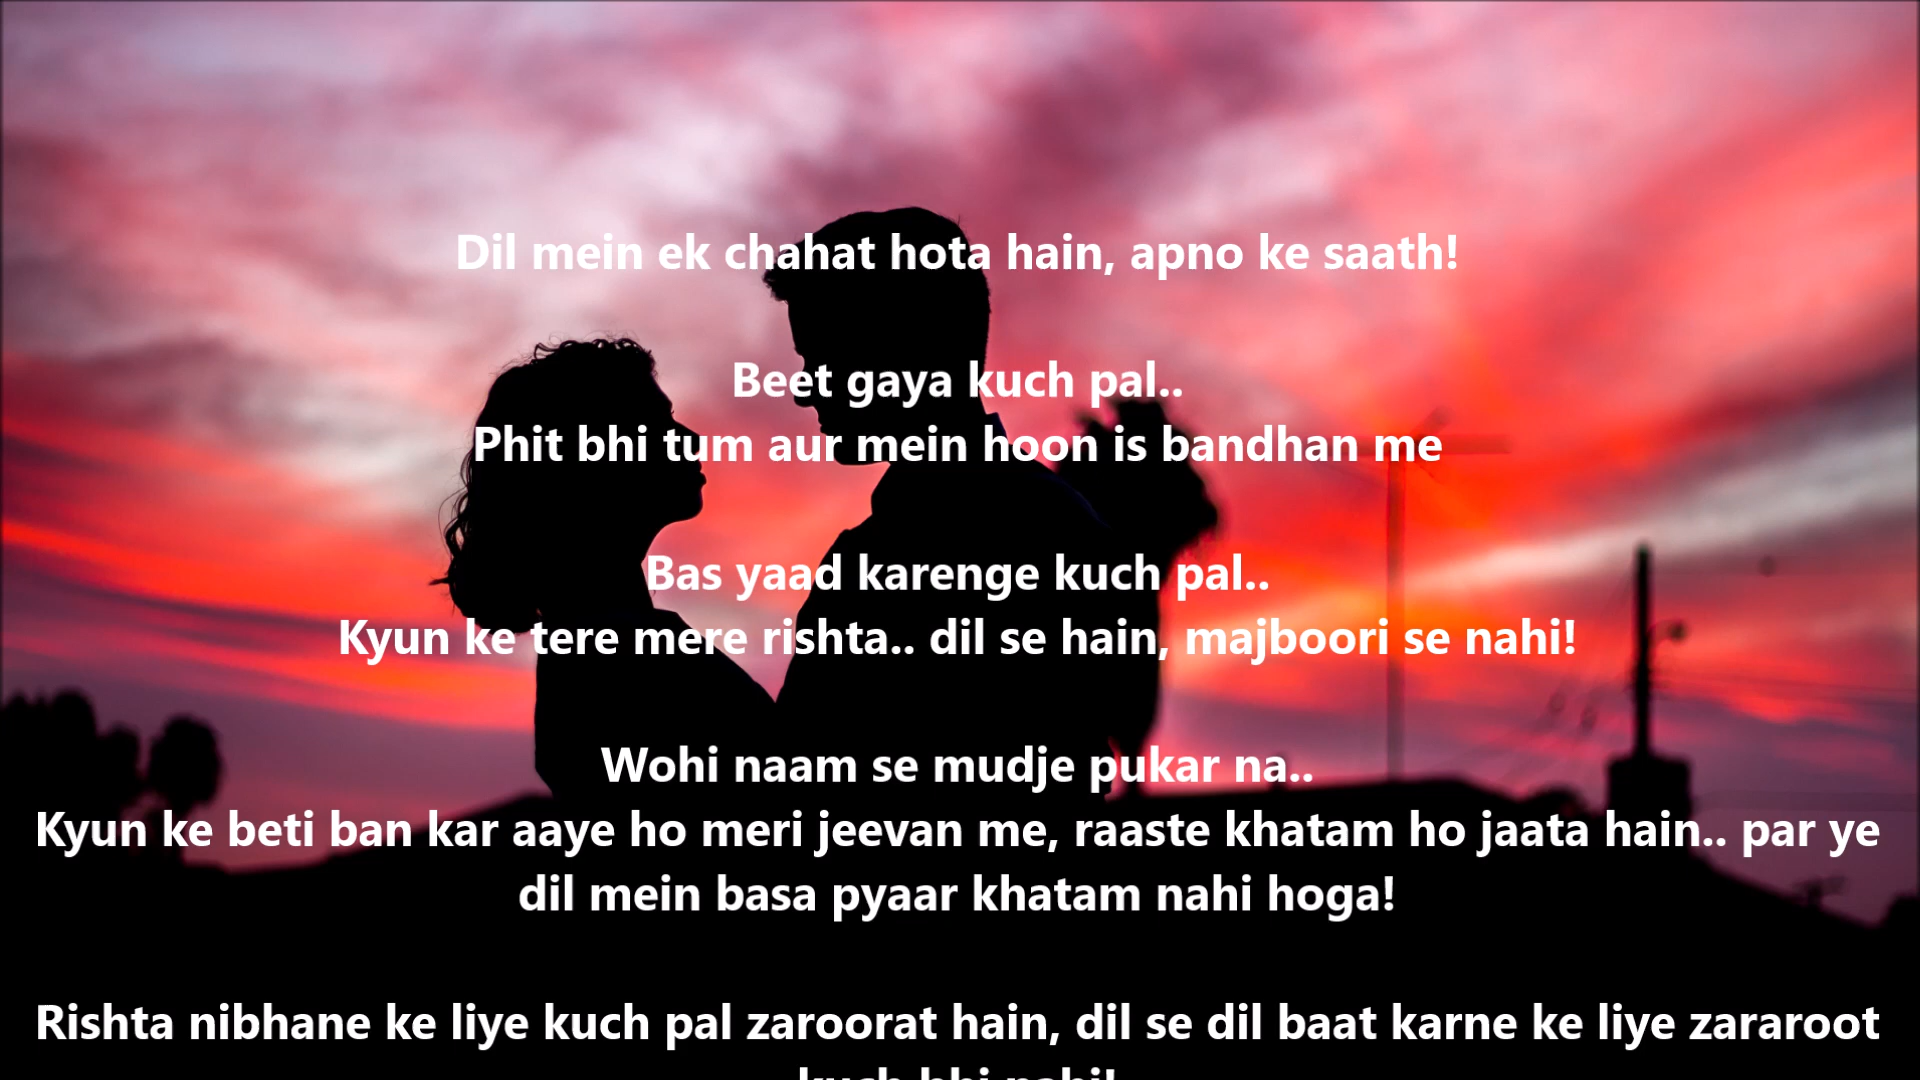 Dil mein ek chahat hota hain, apno ke saath!
Beet gaya kuch pal..
Phit bhi tum aur mein hoon is bandhan me
Bas yaad karenge kuch pal..
Kyun ke tere mere rishta.. dil se hain, majboori se nahi!
Wohi naam se mudje pukar na..
Kyun ke beti ban kar aaye ho meri jeevan me, raaste khatam ho jaata hain.. par ye
dil mein basa pyaar khatam nahi hoga!
Rishta nibhane ke liye kuch pal zaroorat hain, dil se dil baat karne ke liye zararoot
kuch bhi nahi!